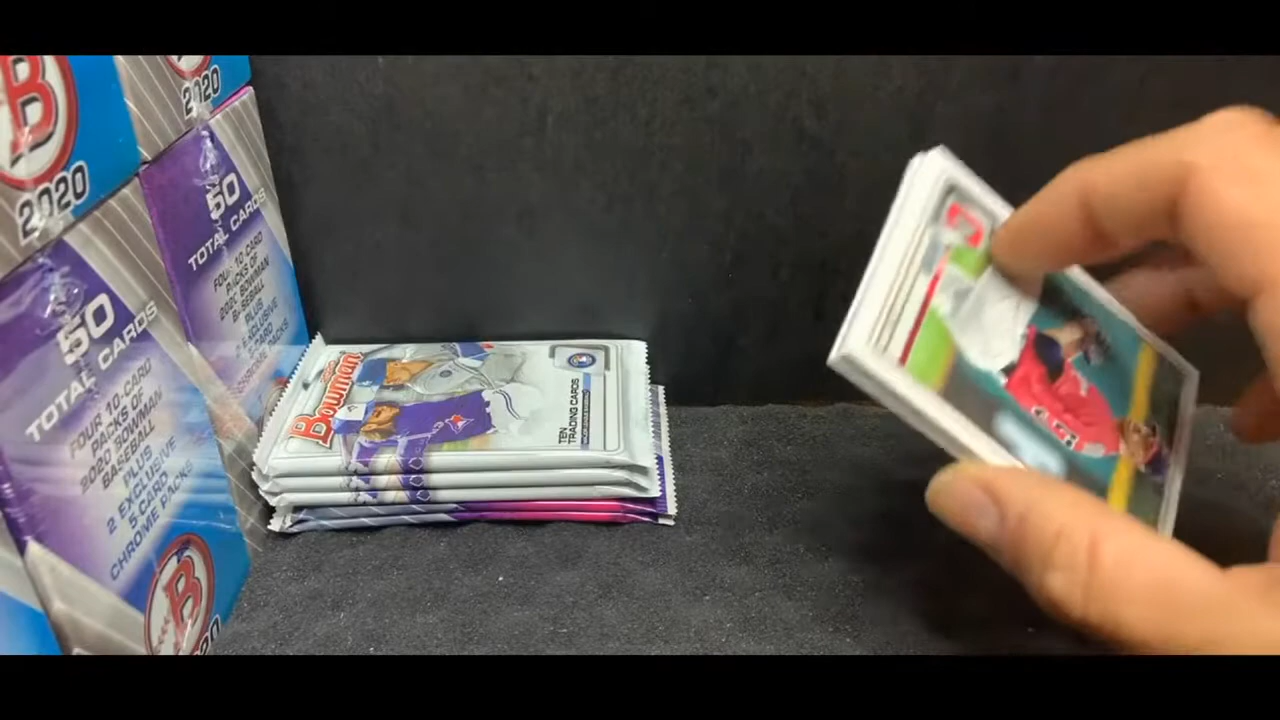 B
2020
2020
50
TOTAL CARDS
FOUR 10-CARD
PACKS OF
2020 BOWMAN
BASEBALL
PLUS
2 EXCLUSIVE
5-CARD
50
TOTAL CARDS
FOUR 10-CARD
PACKS OF
2020 BOWMAN
BASEBALL
PLUS
2 EXCLUSIVE
5-CARD
CHROME PACKS
B
Bowman
TEN
TRADING CARDS